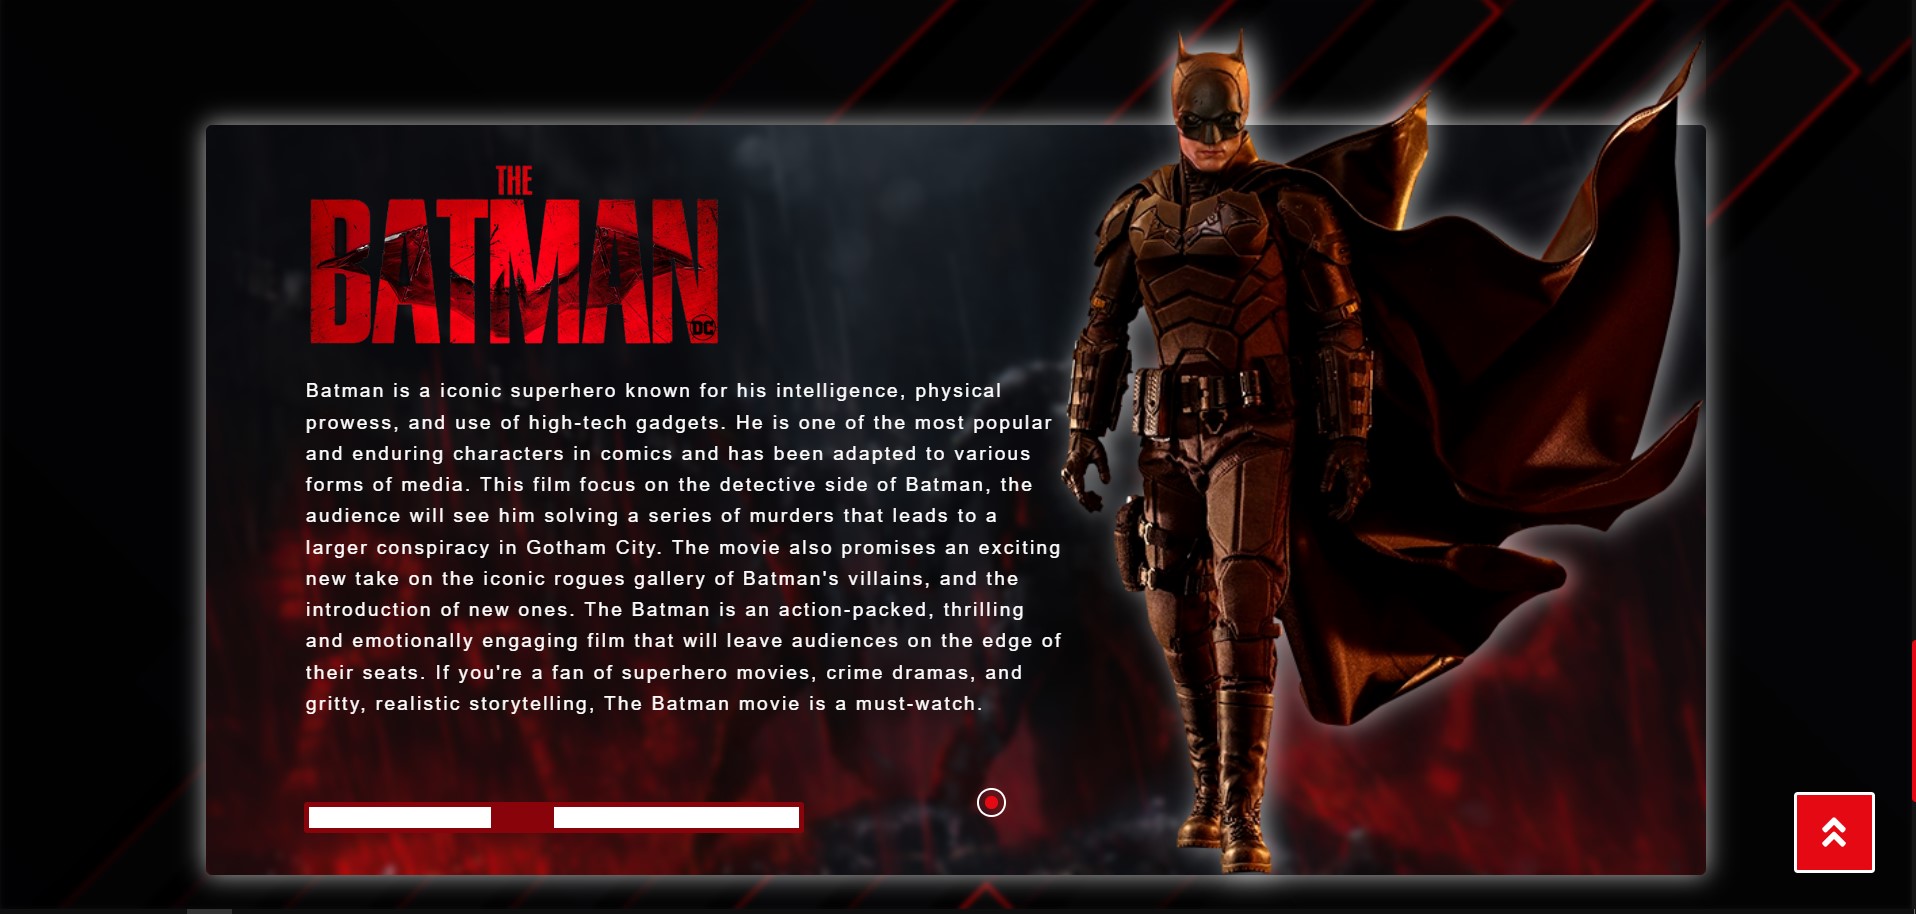 THE
BATMAN
DC
Batman is a iconic superhero known for his intelligence, physical
prowess, and use of high-tech gadgets. He is one of the most popular
and enduring characters in comics and has been adapted to various
forms of media. This film focus on the detective side of Batman, the
audience will see him solving a series of murders that leads to a
larger conspiracy in Gotham City. The movie also promises an exciting
new take on the iconic rogues gallery of Batman's villains, and the
introduction of new ones. The Batman is an action-packed, thrilling
and emotionally engaging film that will leave audiences on the edge of
their seats. If you're a fan of superhero movies, crime dramas, and
gritty, realistic storytelling, The Batman movie is a must-watch.